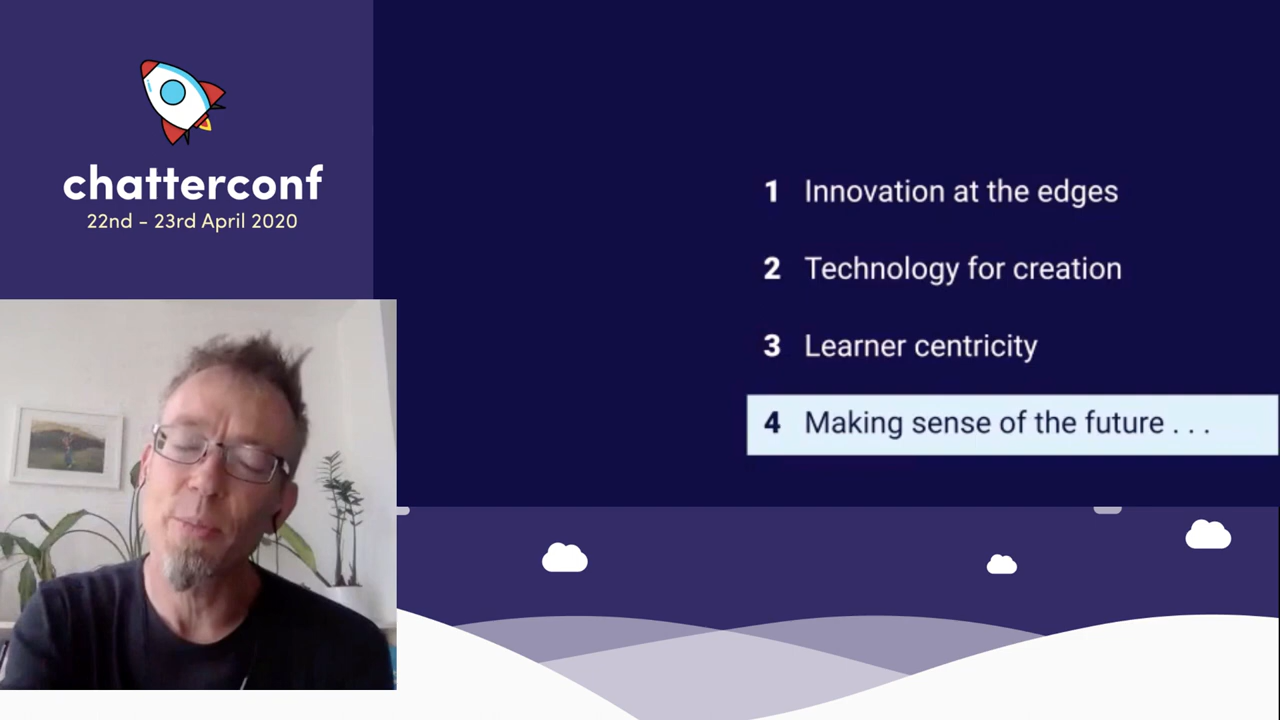 chatterconf
22nd - 23rd April 2020
1 Innovation at the edges
2 Technology for creation
3 Learner centricity
4 Making sense of the future . . .